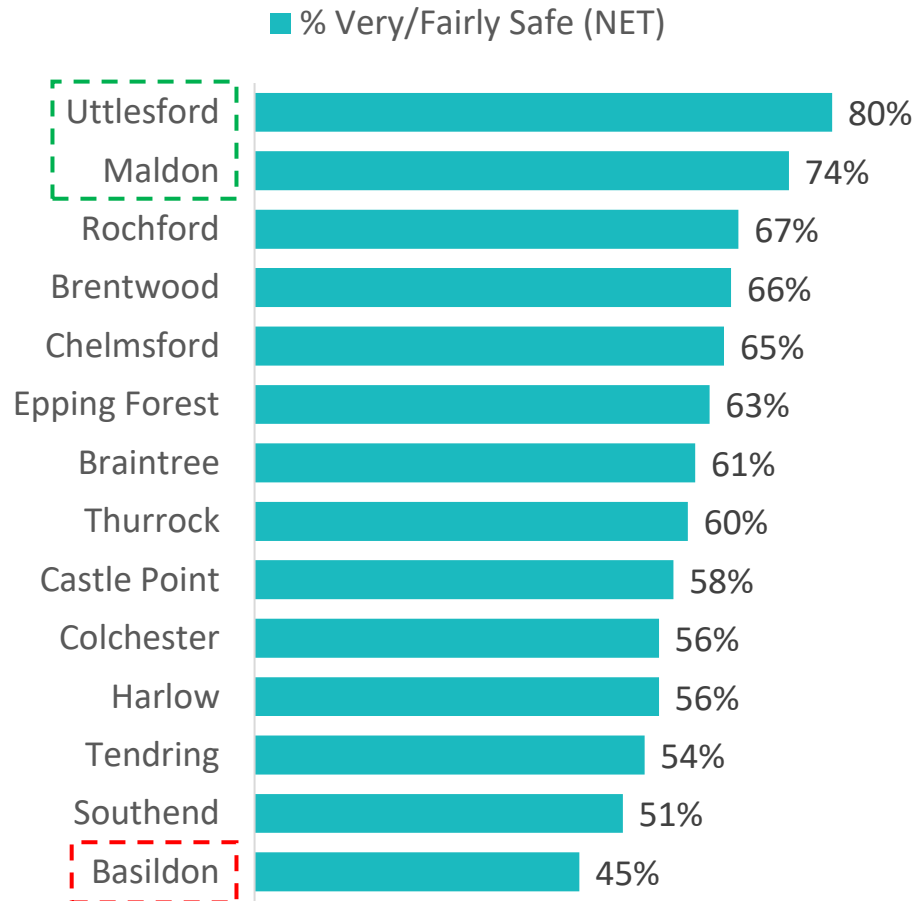 % Very/Fairly Safe (NET)
Uttlesford 80%
Maldon 74%
Rochford 67%
Brentwood 66%
Chelmsford 65%
Epping Forest 63%
Braintree 61%
Thurrock 60%
Castle Point 58%
Colchester 56%
Harlow 56%
Tendring 54%
Southend 51%
Basildon 45%